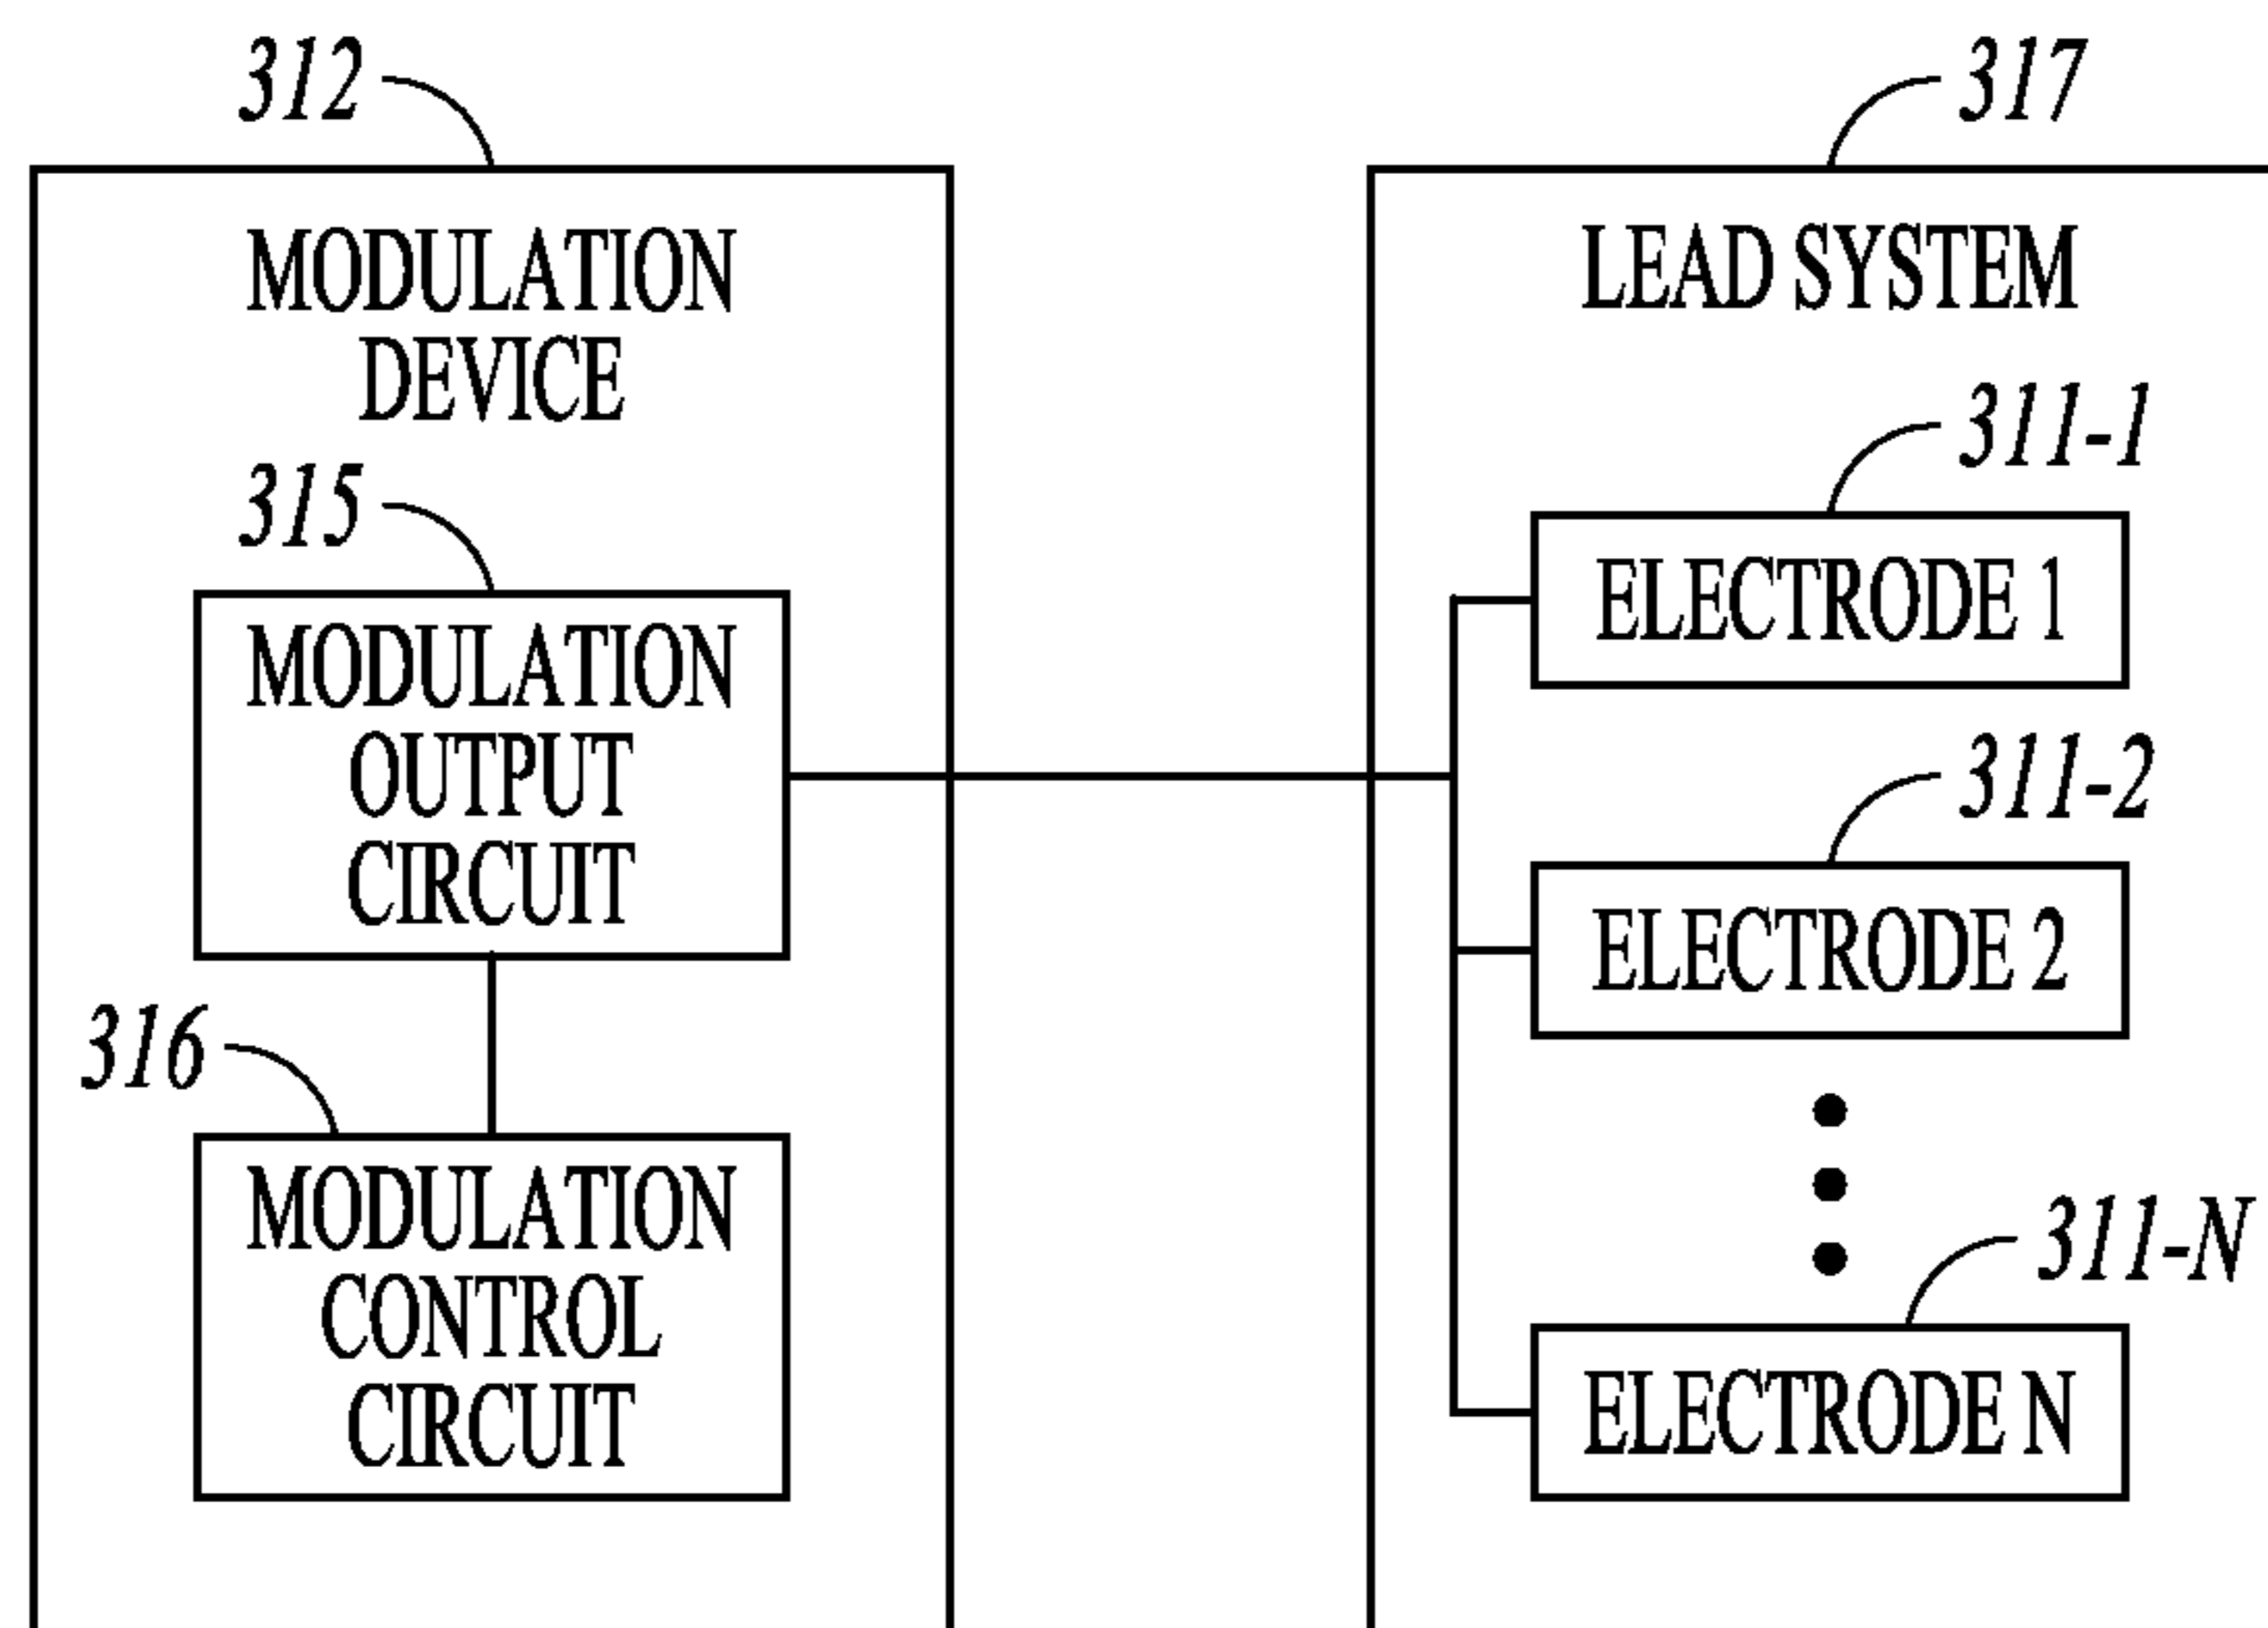 312
MODULATION
DEVICE
315
MODULATION
OUTPUT
CIRCUIT
316
MODULATION
CONTROL
CIRCUIT
317
LEAD SYSTEM
311-1
ELECTRODE 1
311-2
ELECTRODE 2
311-N
ELECTRODE N